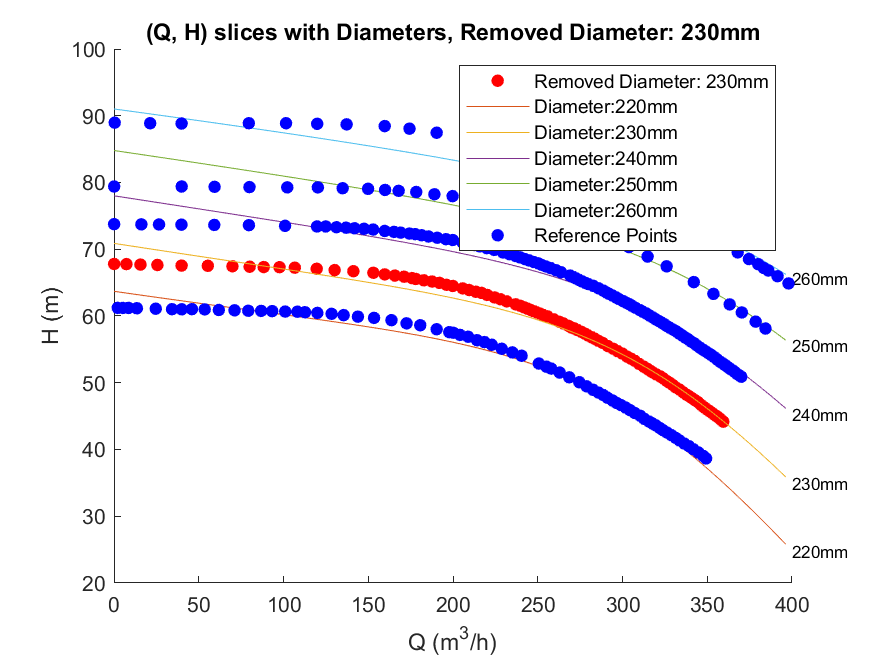 (Q, H) slices with Diameters, Removed Diameter: 230mm
100
90
80
70
60
50
40
30
20
H (m)
0
50
100
150
200
250
300
350
400
Q (m³/h)
Removed Diameter: 230mm
Diameter:220mm
Diameter:230mm
Diameter:240mm
Diameter:250mm
Diameter:260mm
Reference Points
260mm
250mm
240mm
230mm
220mm